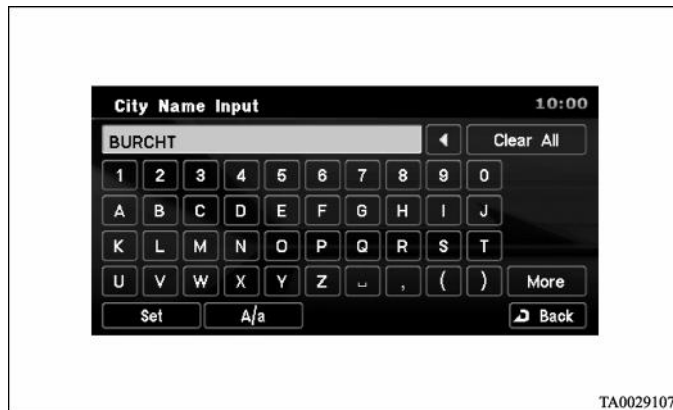 City Name Input 10:00
BURCHT ◀ Clear All
1 2 3 4 5 6 7 8 9 0
A B C D E F G H I J
K L M N O P Q R S T
U V W X Y Z ␣ , ( ) More
Set A/a Back
TA0029107